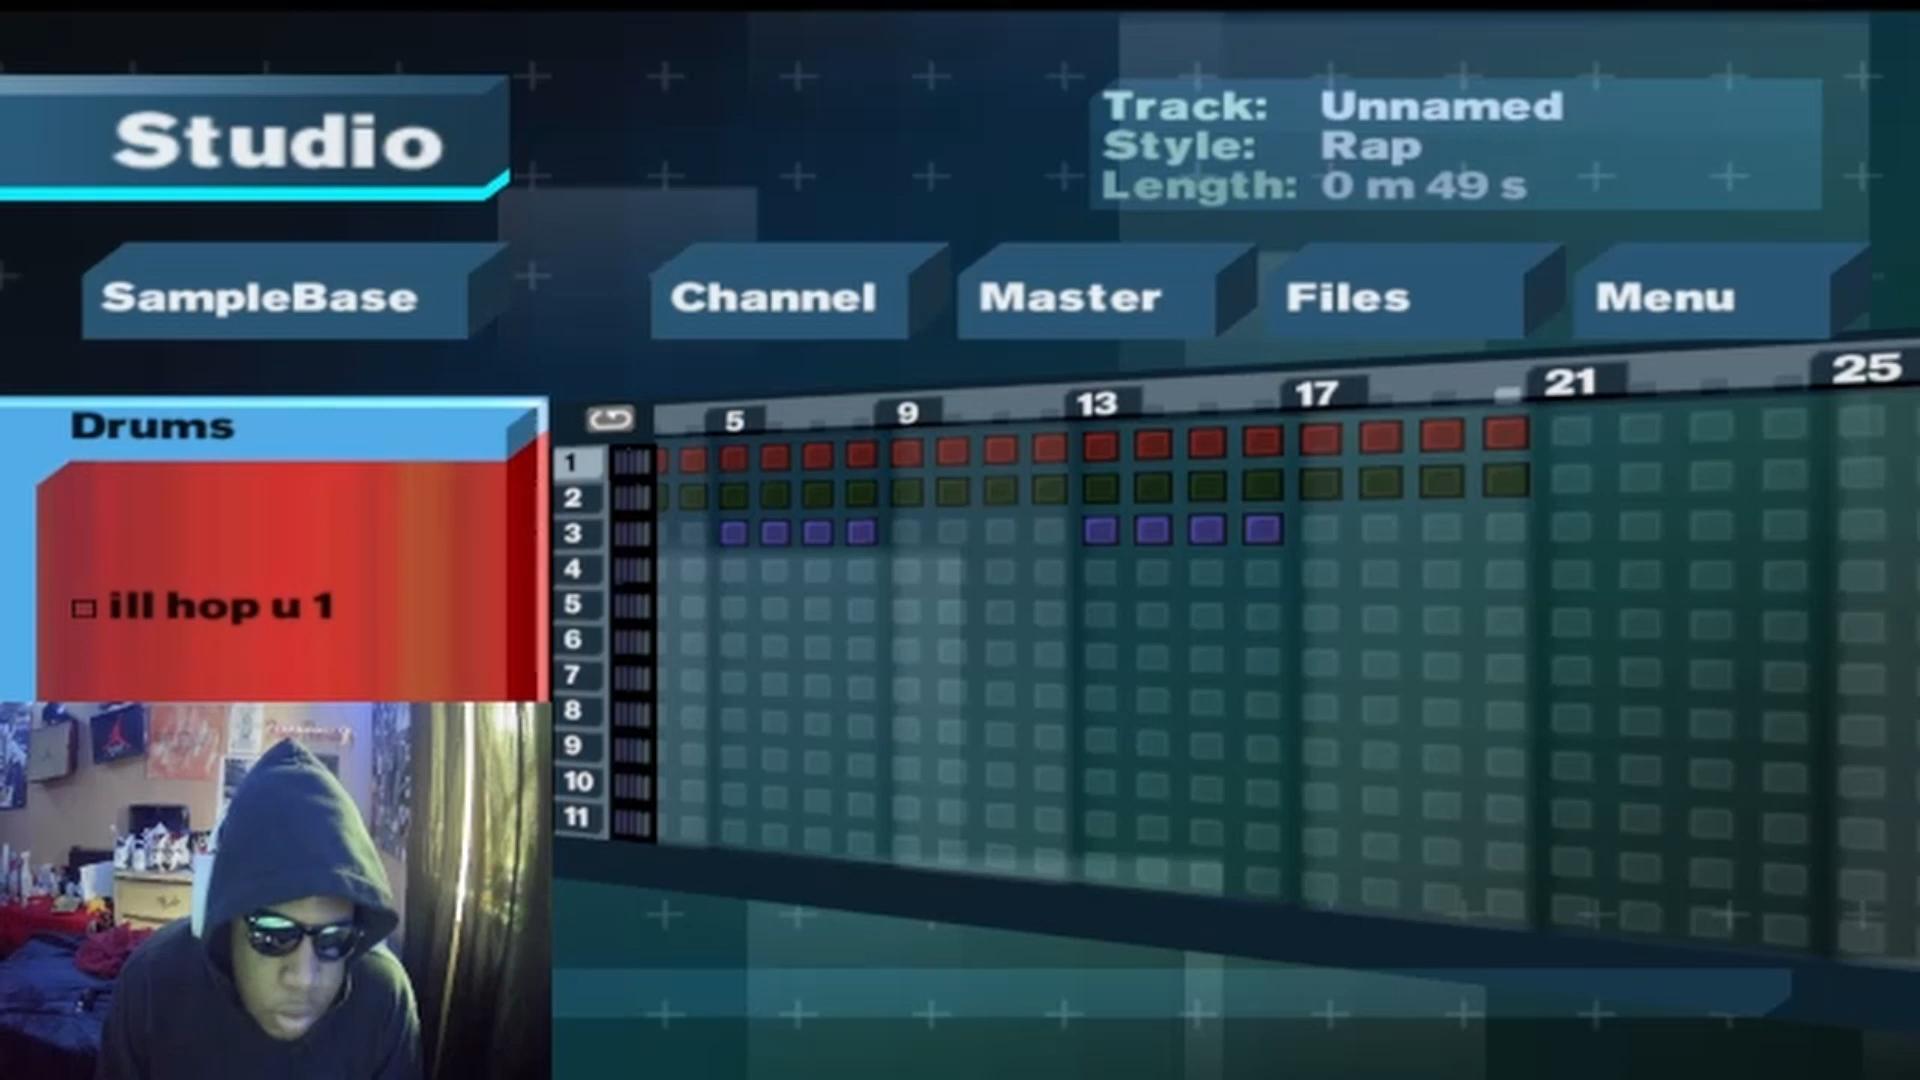 Studio
Track: Unnamed
Style: Rap
Length: 0 m 49 s
SampleBase
Channel
Master
Files
Menu
5 9 13 17 21 25
Drums
ill hop u 1
1
2
3
4
5
6
7
8
9
10
11